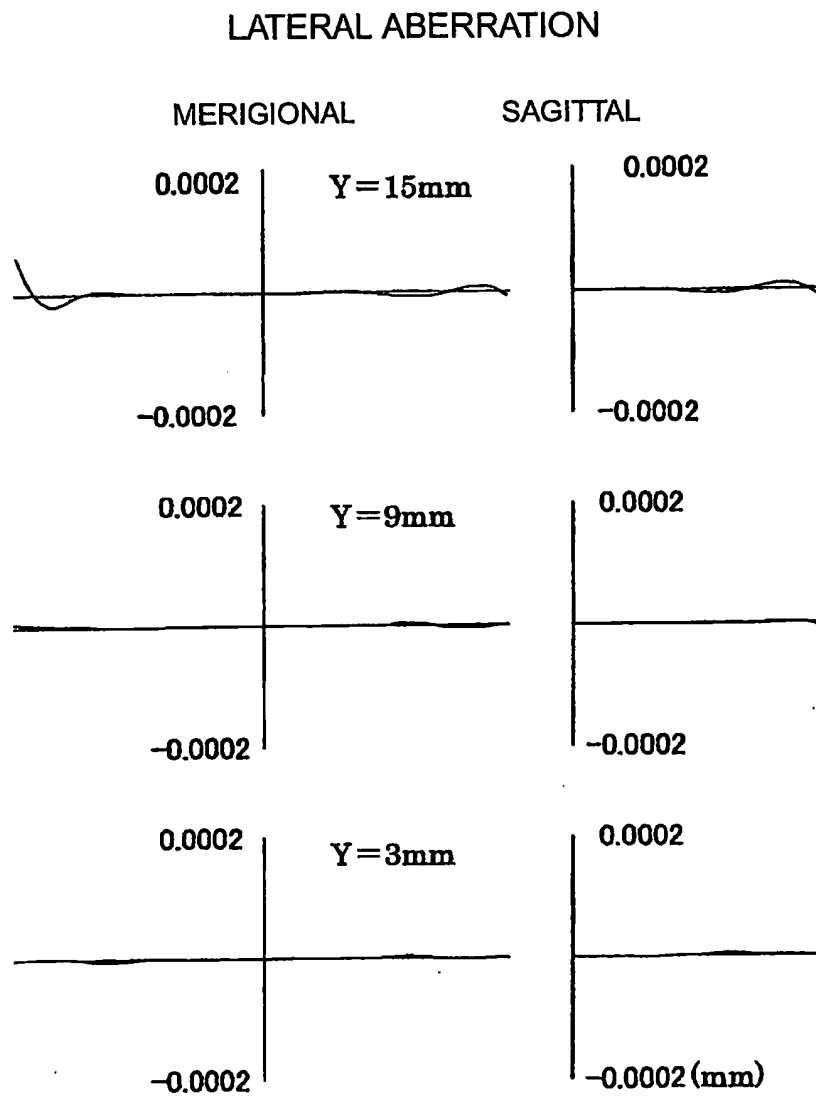 LATERAL ABERRATION
MERIGIONAL SAGITTAL
0.0002 Y=15mm 0.0002
-0.0002 -0.0002
0.0002 Y=9mm 0.0002
-0.0002 -0.0002
0.0002 Y=3mm 0.0002
-0.0002 -0.0002(mm)